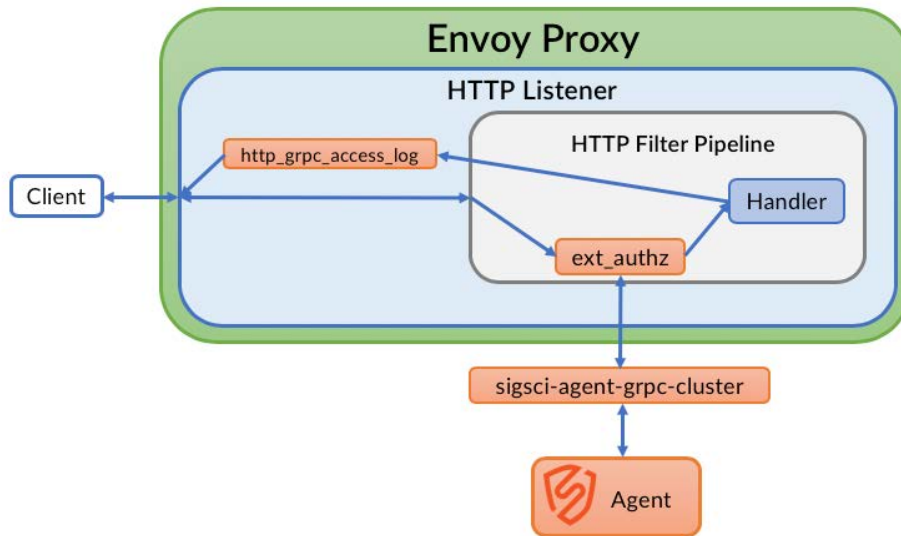 Envoy Proxy
HTTP Listener
HTTP Filter Pipeline
http_grpc_access_log
Client
Handler
ext_authz
sigsci-agent-grpc-cluster
Agent